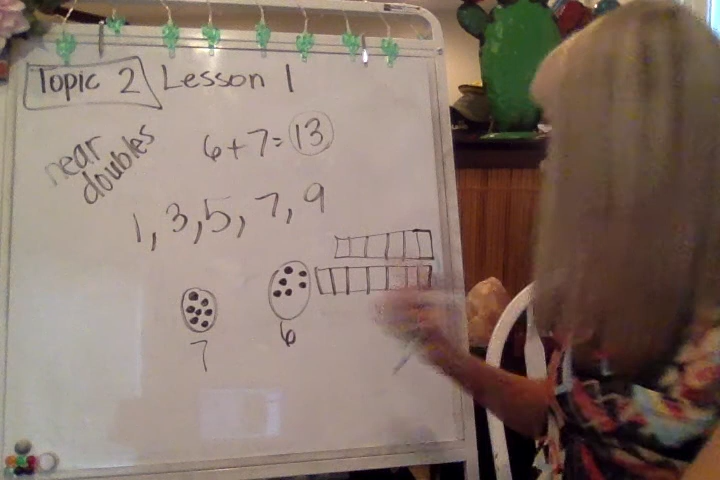 Topic 2 Lesson 1
near
doubles
6+7=13
1, 3, 5, 7, 9
7
6